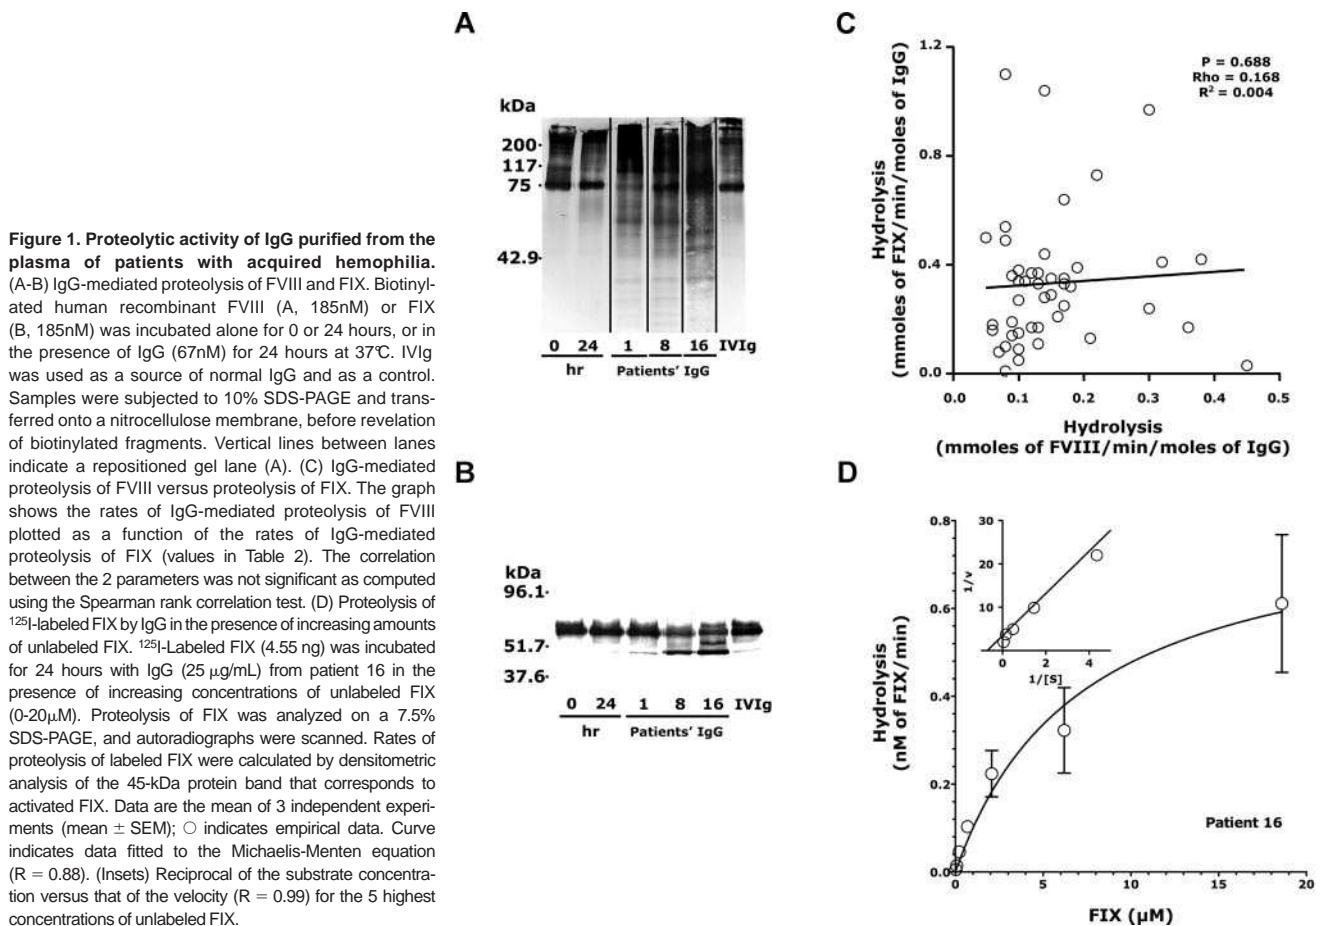 Figure 1. Proteolytic activity of IgG purified from the
plasma of patients with acquired hemophilia.
(A-B) IgG-mediated proteolysis of FVIII and FIX. Biotinyl-
ated human recombinant FVIII (A, 185nM) or FIX
(B, 185nM) was incubated alone for 0 or 24 hours, or in
the presence of IgG (67nM) for 24 hours at 37°C. IVIg
was used as a source of normal IgG and as a control.
Samples were subjected to 10% SDS-PAGE and trans-
ferred onto a nitrocellulose membrane, before revelation
of biotinylated fragments. Vertical lines between lanes
indicate a repositioned gel lane (A). (C) IgG-mediated
proteolysis of FVIII versus proteolysis of FIX. The graph
shows the rates of IgG-mediated proteolysis of FVIII
plotted as a function of the rates of IgG-mediated
proteolysis of FIX (values in Table 2). The correlation
between the 2 parameters was not significant as computed
using the Spearman rank correlation test. (D) Proteolysis of
¹²⁵I-labeled FIX by IgG in the presence of increasing amounts
of unlabeled FIX. ¹²⁵I-Labeled FIX (4.55 ng) was incubated
for 24 hours with IgG (25 μg/mL) from patient 16 in the
presence of increasing concentrations of unlabeled FIX
(0-20μM). Proteolysis of FIX was analyzed on a 7.5%
SDS-PAGE, and autoradiographs were scanned. Rates of
proteolysis of labeled FIX were calculated by densitometric
analysis of the 45-kDa protein band that corresponds to
activated FIX. Data are the mean of 3 independent experi-
ments (mean ± SEM); ○ indicates empirical data. Curve
indicates data fitted to the Michaelis-Menten equation
(R = 0.88). (Insets) Reciprocal of the substrate concentra-
tion versus that of the velocity (R = 0.99) for the 5 highest
concentrations of unlabeled FIX.
A
kDa
200
117
75
42.9
0 24 1 8 16 IVIg
hr Patients' IgG
B
kDa
96.1
51.7
37.6
0 24 1 8 16 IVIg
hr Patients' IgG
C
Hydrolysis
(mmoles of FIX/min/moles of IgG)
1.2
0.8
0.4
0.0
P = 0.688
Rho = 0.168
R² = 0.004
0.1 0.2 0.3 0.4 0.5
Hydrolysis
(mmoles of FVIII/min/moles of IgG)
D
Hydrolysis
(nM of FIX/min)
0.8
0.6
0.4
0.2
0.0
1/v
30
20
10
0 2 4
1/[S]
Patient 16
0 5 10 15 20
FIX (μM)